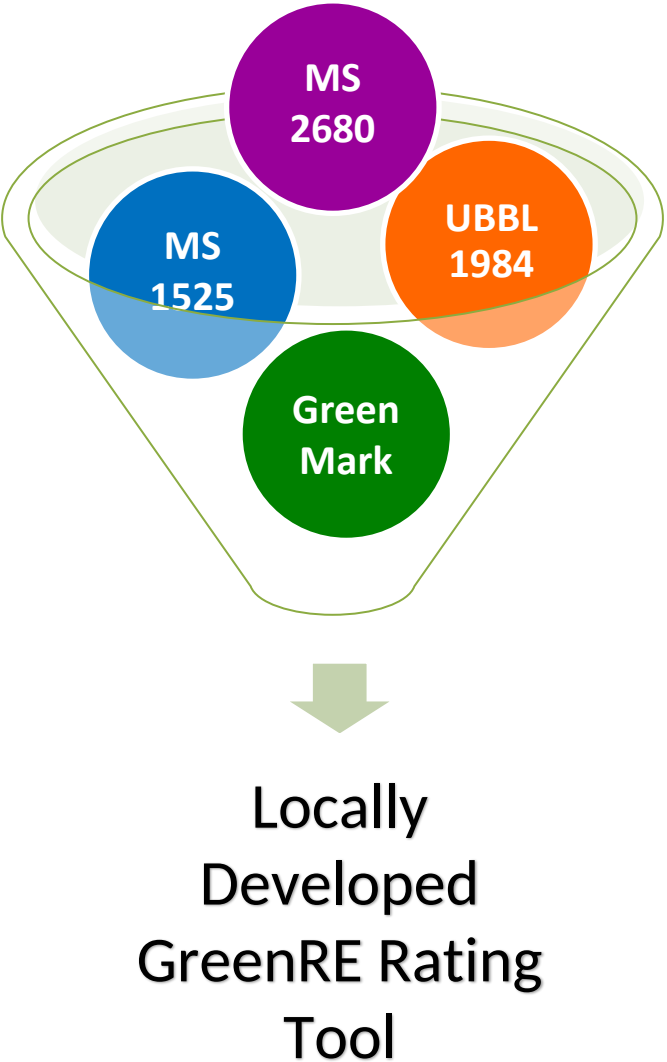 MS
2680
UBBL
1984
MS
1525
Green
Mark
Locally
Developed
GreenRE Rating
Tool